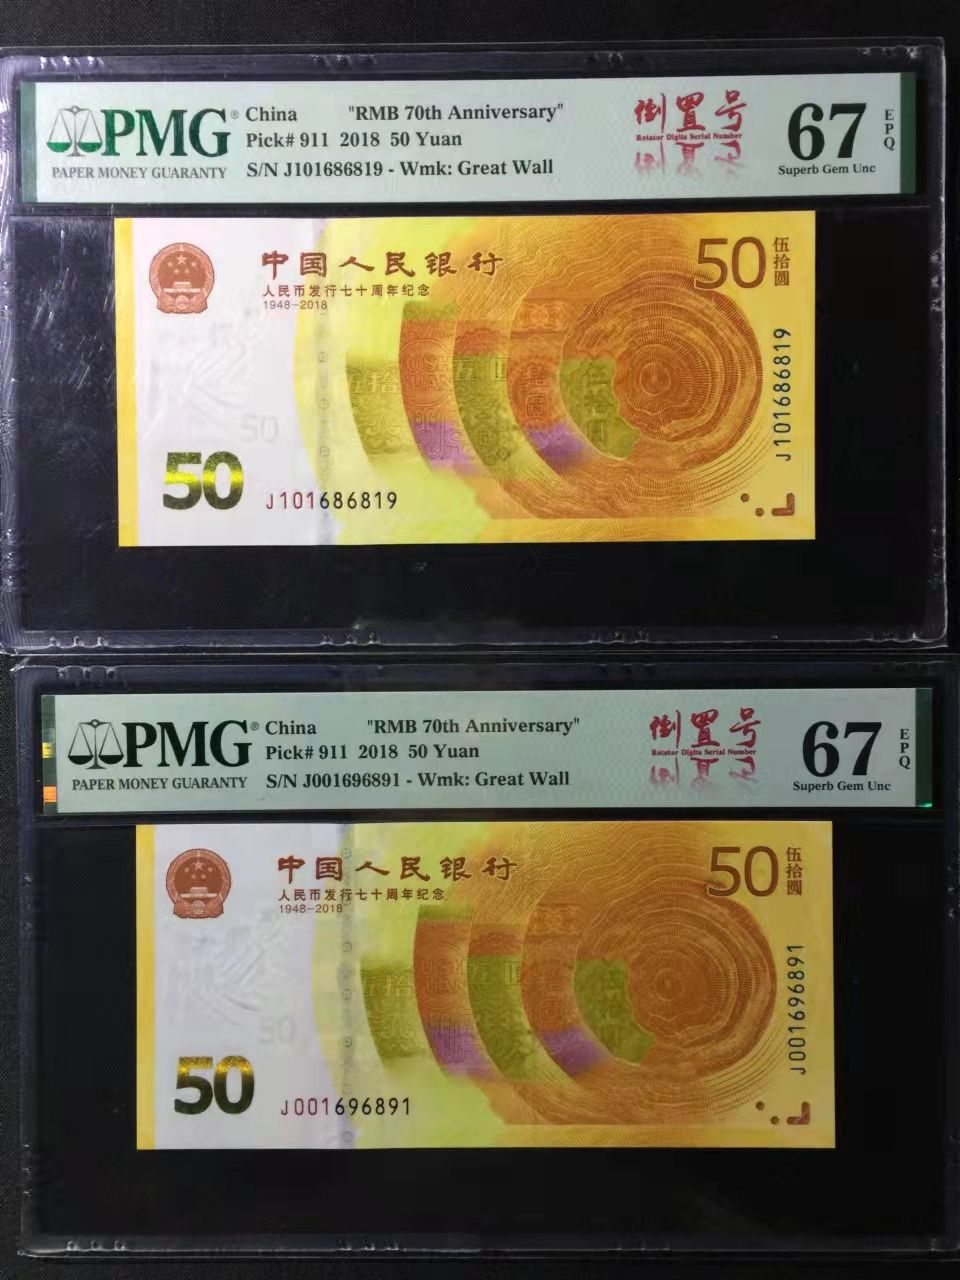 PMG®
PAPER MONEY GUARANTY
China "RMB 70th Anniversary"
Pick# 911 2018 50 Yuan
S/N J101686819 - Wmk: Great Wall
倒置号
Rotator Digits Serial Number
67
EPQ
Superb Gem Unc
中国人民银行
人民币发行七十周年纪念
1948-2018
50
伍拾圆
J101686819
50
50
J101686819
PMG®
PAPER MONEY GUARANTY
China "RMB 70th Anniversary"
Pick# 911 2018 50 Yuan
S/N J001696891 - Wmk: Great Wall
倒置号
Rotator Digits Serial Number
67
EPQ
Superb Gem Unc
中国人民银行
人民币发行七十周年纪念
1948-2018
50
伍拾圆
J001696891
50
50
J001696891